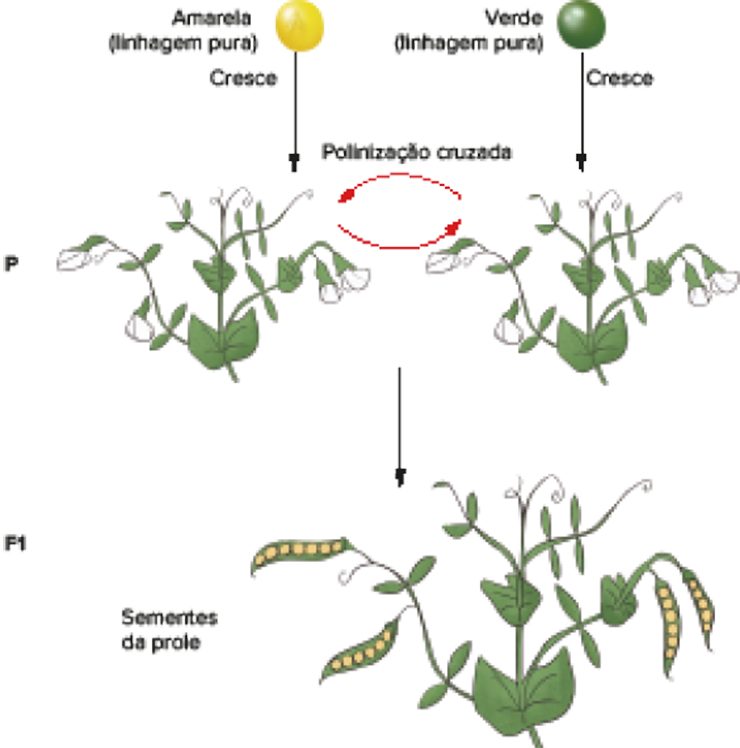 Amarela
(linhagem pura)
Verde
(linhagem pura)
Cresce
Cresce
Polinização cruzada
P
F1
Sementes
da prole